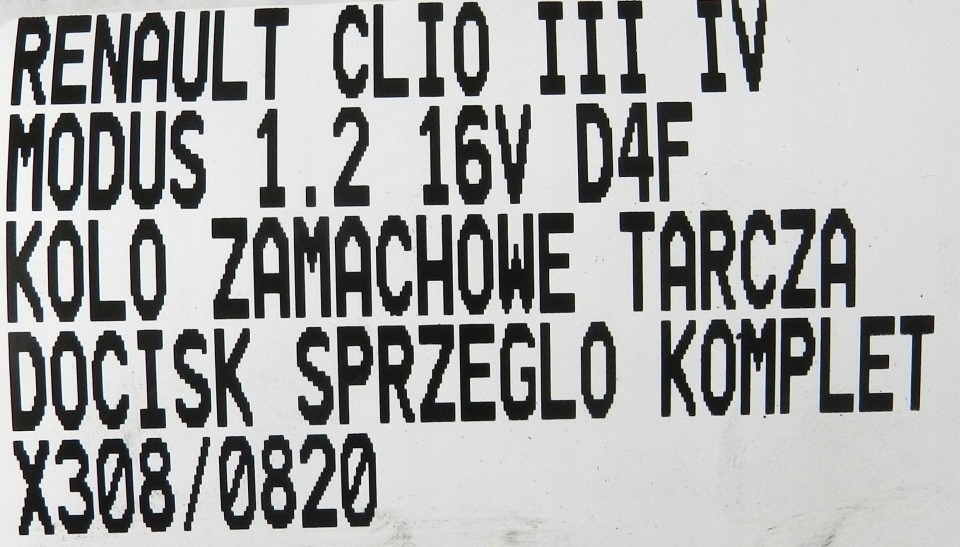 RENAULT CLIO III IV
MODUS 1.2 16V D4F
KOLO ZAMACHOWE TARCZA
DOCISK SPRZEGLO KOMPLET
X308/0820